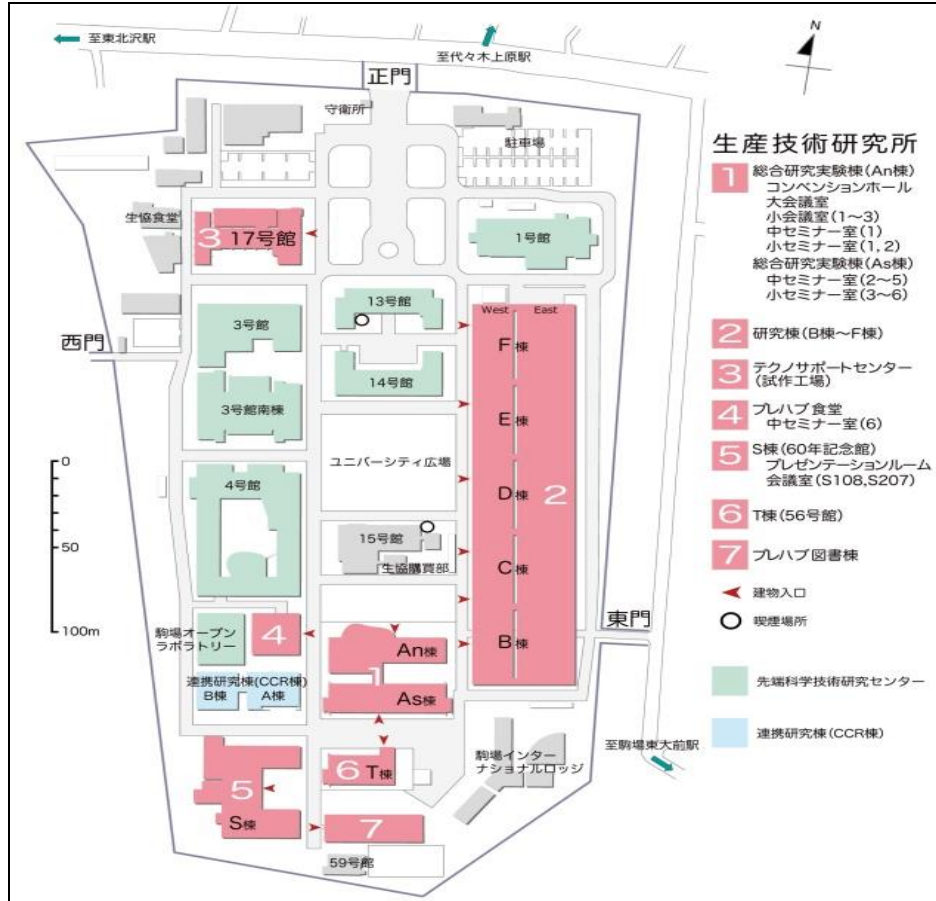 至東北沢駅
至代々木上原駅
N
正門
守衛所
駐車場
生協食堂
3 17号館
1号館
13号館
West East
西門
3号館
F棟
14号館
3号館南棟
E棟
ユニバーシティ広場
D棟 2
4号館
15号館
生協購買部
C棟
0
50
100m
東門
4
駒場オープン
ラボラトリー
An棟
B棟
1
連携研究棟(CCR棟)
B棟 A棟
As棟
6 T棟
駒場インター
ナショナルロッジ
至駒場東大前駅
5
S棟
7
59号館
生産技術研究所
1 総合研究実験棟(An棟)
コンベンションホール
大会議室
小会議室(1～3)
中セミナー室(1)
小セミナー室(1,2)
総合研究実験棟(As棟)
中セミナー室(2～5)
小セミナー室(3～6)
2 研究棟(B棟～F棟)
3 テクノサポートセンター
(試作工場)
4 プレハブ食堂
中セミナー室(6)
5 S棟(60年記念館)
プレゼンテーションルーム
会議室(S108,S207)
6 T棟(56号館)
7 プレハブ図書棟
建物入口
喫煙場所
先端科学技術研究センター
連携研究棟(CCR棟)